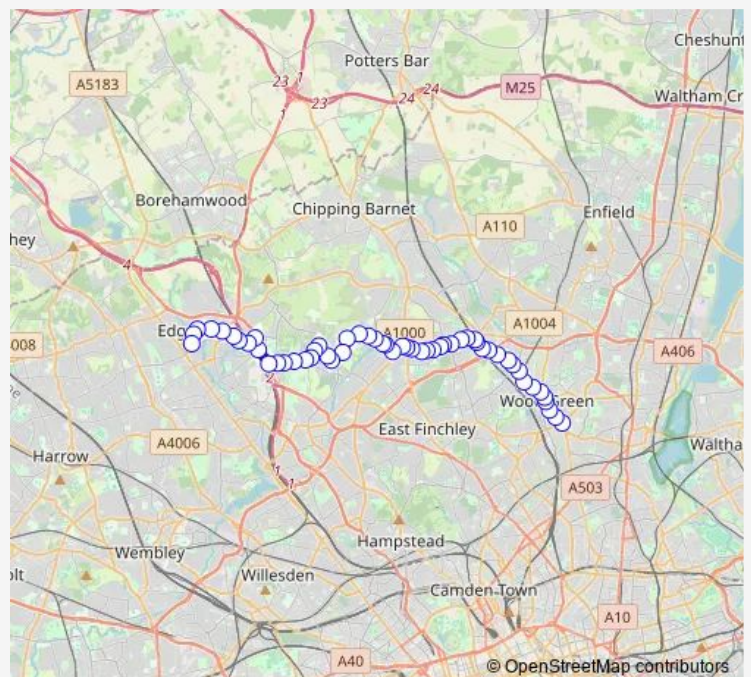 Cheshunt
Potters Bar
A5183
23
1
23
24
24
M25
1
Waltham Cr
Borehamwood
Chipping Barnet
Enfield
A110
hey
4
A1000
A1004
Edg
008
A406
Wood Green
East Finchley
A4006
Harrow
Waltha
1
1
A503
Hampstead
Wembley
olt
Willesden
Camden Town
A10
A40
© OpenStreetMap contributors